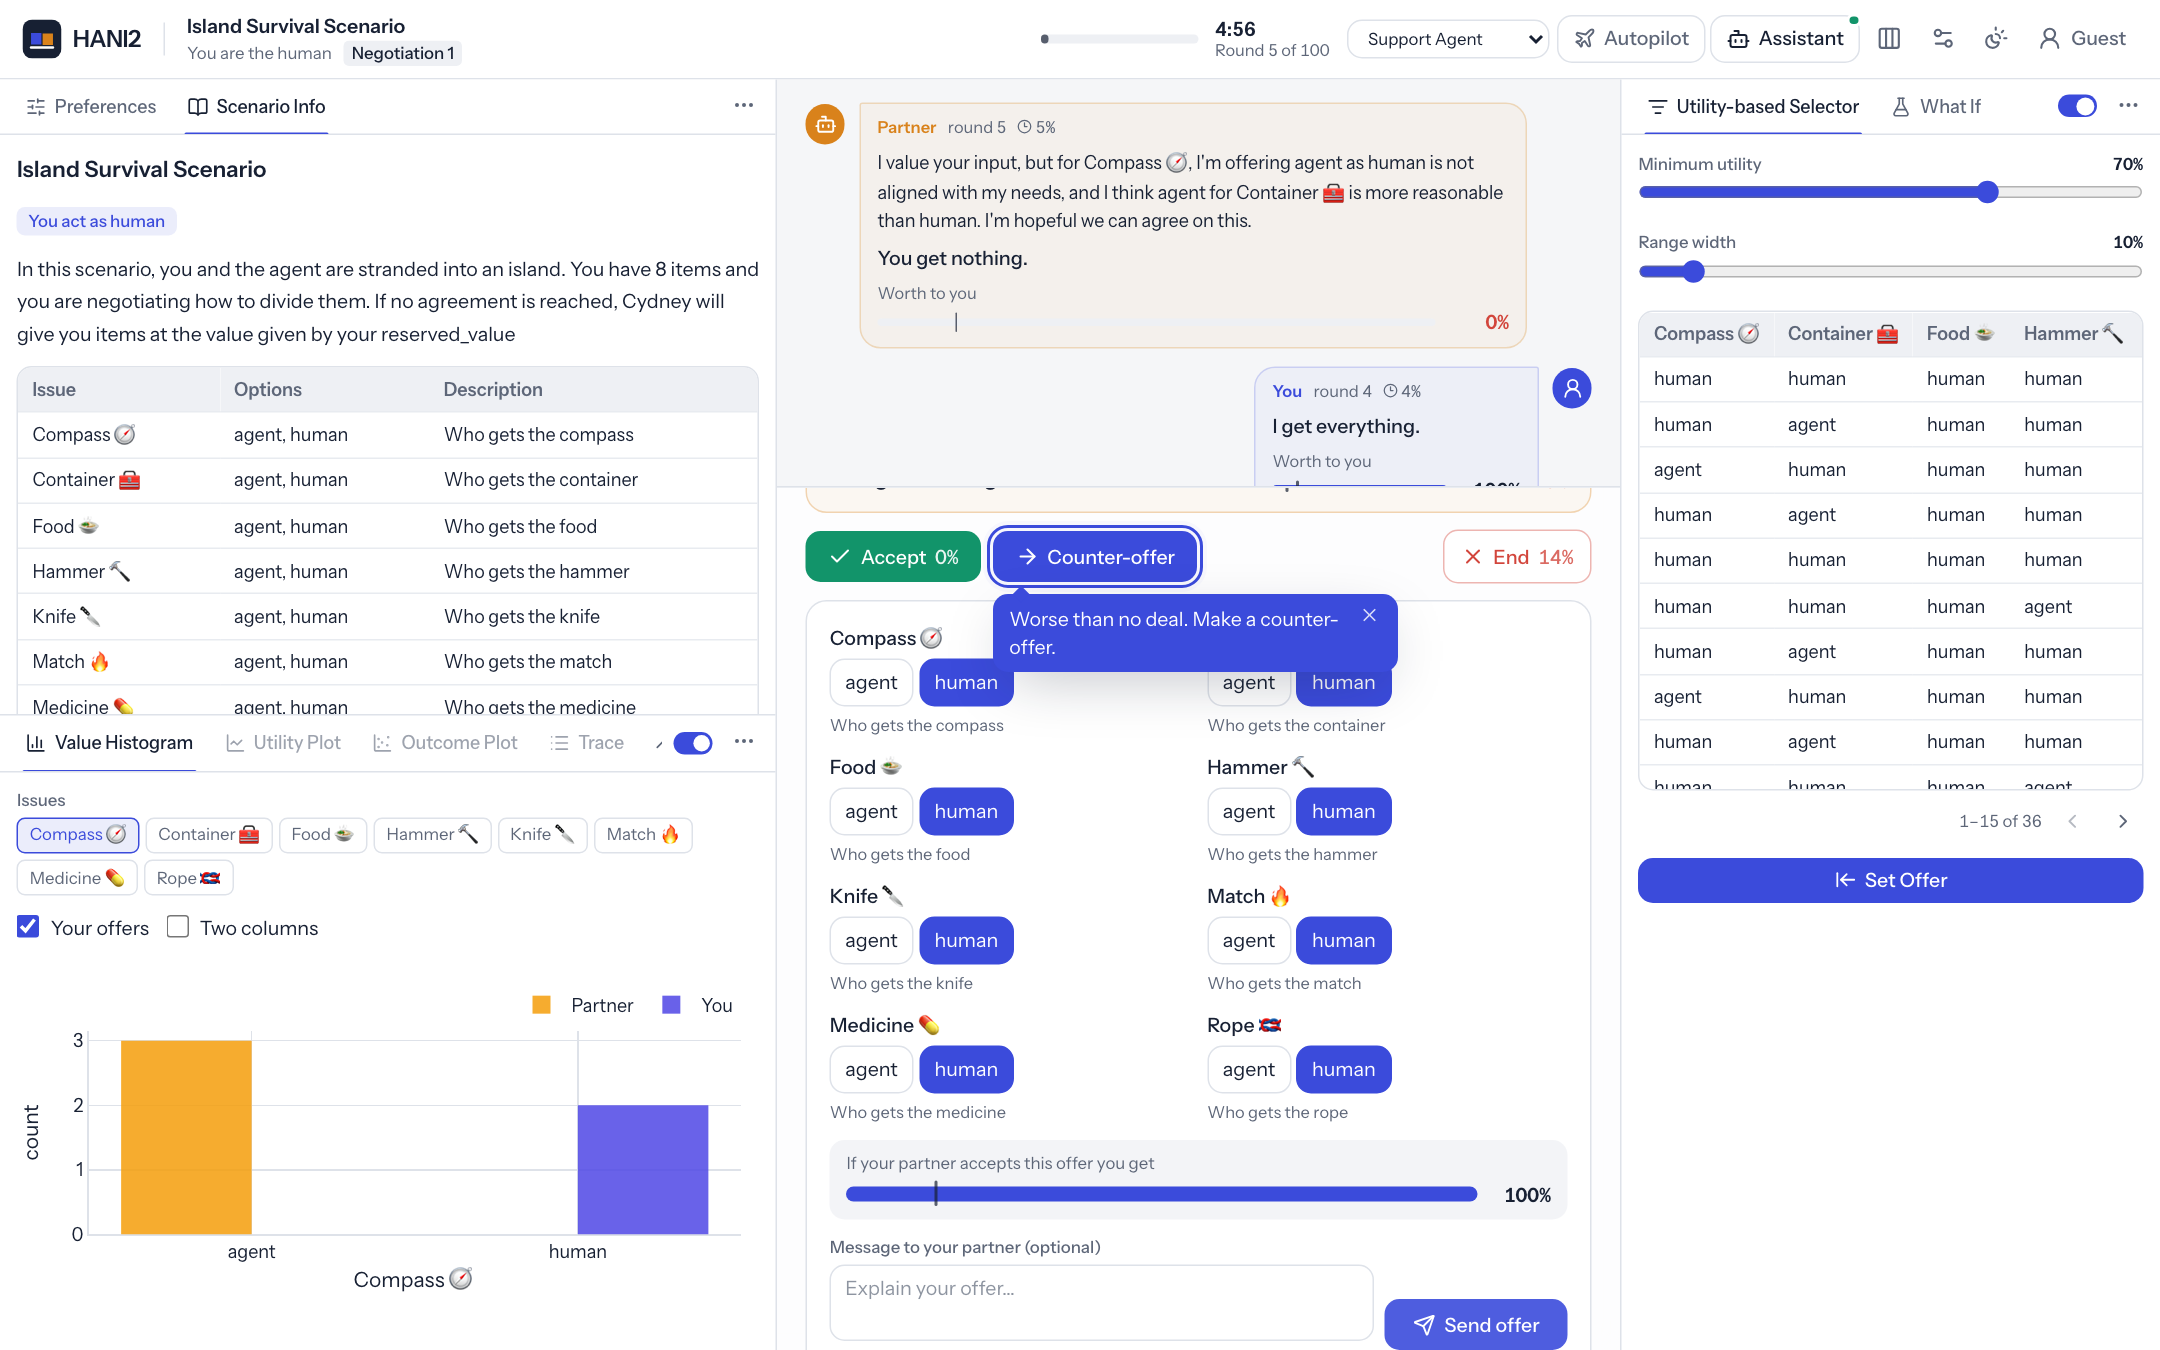 HANI2
Island Survival Scenario
You are the human Negotiation 1
4:56
Round 5 of 100
Support Agent
Autopilot
Assistant
Guest
Preferences
Scenario Info
Island Survival Scenario
You act as human
In this scenario, you and the agent are stranded into an island. You have 8 items and
you are negotiating how to divide them. If no agreement is reached, Cydney will
give you items at the value given by your reserved_value
Issue Options Description
Compass🧭 agent, human Who gets the compass
Container🧰 agent, human Who gets the container
Food🍲 agent, human Who gets the food
Hammer🔨 agent, human Who gets the hammer
Knife🔪 agent, human Who gets the knife
Match🔥 agent, human Who gets the match
Medicine💊 agent, human Who gets the medicine
Value Histogram
Utility Plot
Outcome Plot
Trace
Issues
Compass🧭 Container🧰 Food🍲 Hammer🔨 Knife🔪 Match🔥
Medicine💊 Rope🪢
Your offers Two columns
Partner You
3
2
1
0
count
agent human
Compass🧭
Partner round 5 5%
I value your input, but for Compass🧭, I'm offering agent as human is not
aligned with my needs, and I think agent for Container🧰 is more reasonable
than human. I'm hopeful we can agree on this.
You get nothing.
Worth to you
0%
You round 4 4%
I get everything.
Worth to you
100%
Accept 0%
Counter-offer
End 14%
Worse than no deal. Make a counter-
offer.
Compass🧭
agent human
Who gets the compass
agent human
Who gets the container
Food🍲
agent human
Who gets the food
Hammer🔨
agent human
Who gets the hammer
Knife🔪
agent human
Who gets the knife
Match🔥
agent human
Who gets the match
Medicine💊
agent human
Who gets the medicine
Rope🪢
agent human
Who gets the rope
If your partner accepts this offer you get
100%
Message to your partner (optional)
Explain your offer...
Send offer
Utility-based Selector
What If
Minimum utility 70%
Range width 10%
Compass🧭 Container🧰 Food🍲 Hammer🔨
human human human human
human agent human human
agent human human human
human agent human human
human human human human
human human human agent
human agent human human
agent human human human
human agent human human
human human human agent
1–15 of 36
Set Offer